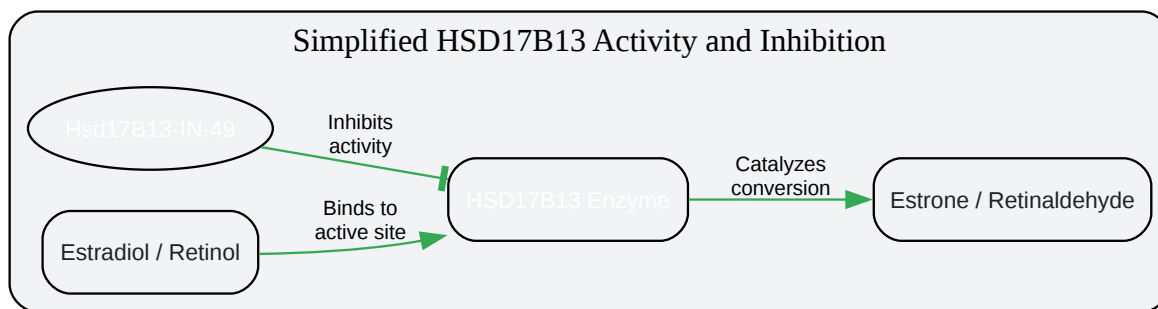 Simplified HSD17B13 Activity and Inhibition
Hsd17B13-IN-49
Inhibits
activity
HSD17B13 Enzyme
Catalyzes
conversion
Estrone / Retinaldehyde
Estradiol / Retinol
Binds to
active site